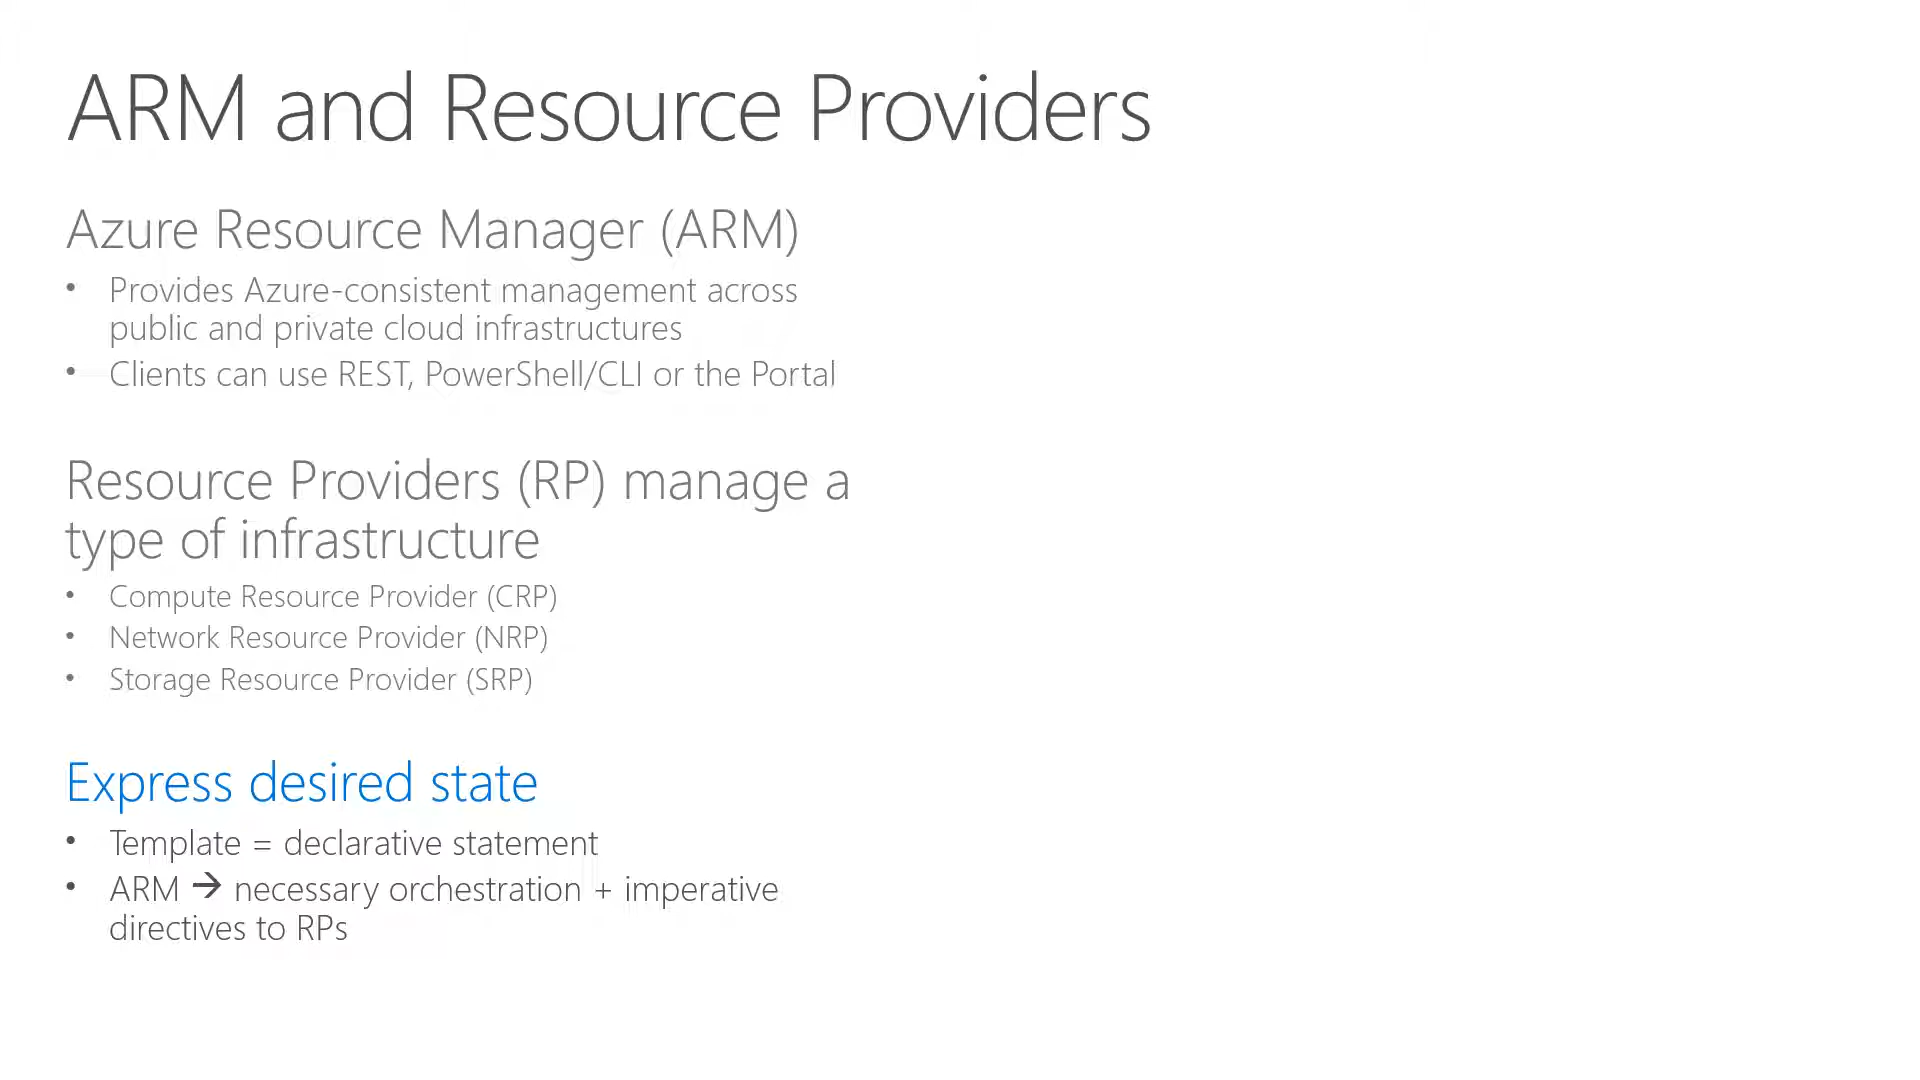 ARM and Resource Providers
Azure Resource Manager (ARM)
• Provides Azure-consistent management across
public and private cloud infrastructures
• Clients can use REST, PowerShell/CLI or the Portal
Resource Providers (RP) manage a
type of infrastructure
• Compute Resource Provider (CRP)
• Network Resource Provider (NRP)
• Storage Resource Provider (SRP)
Express desired state
• Template = declarative statement
• ARM → necessary orchestration + imperative
directives to RPs